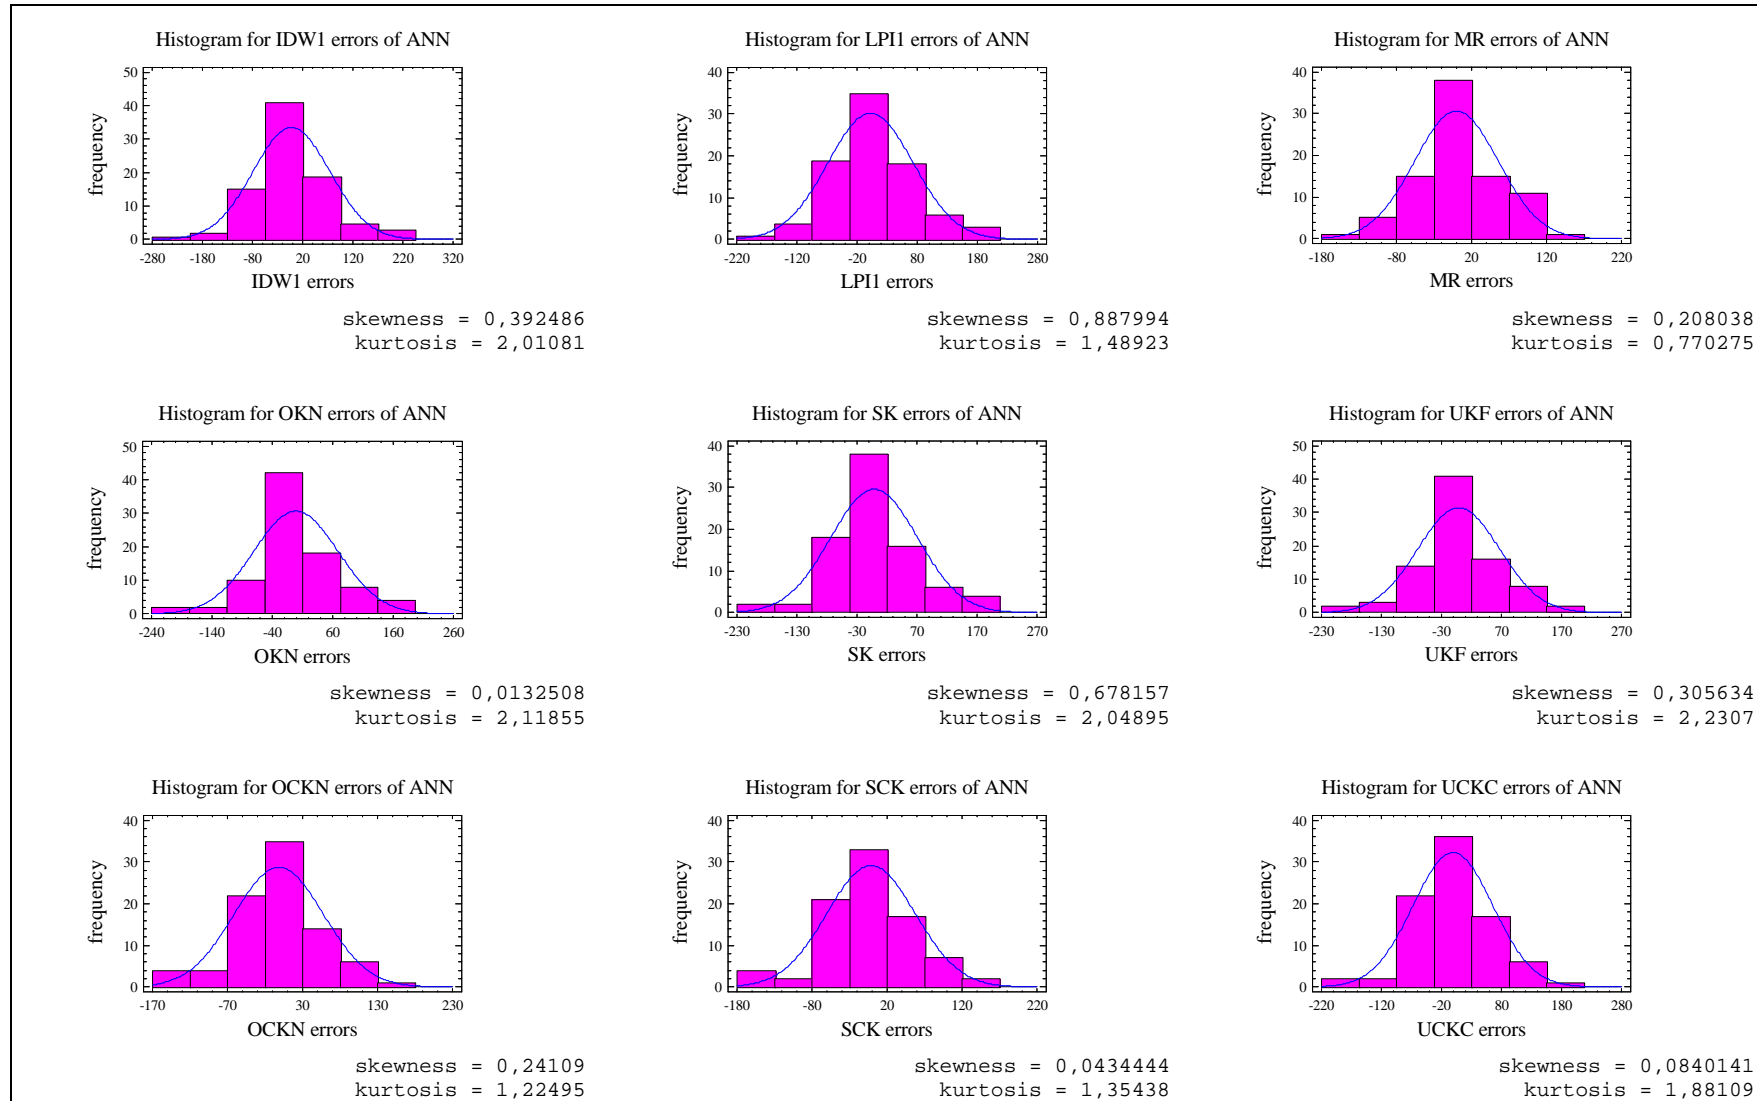 Histogram for IDW1 errors of ANN
frequency
50
40
30
20
10
0
-280 -180 -80 20 120 220 320
IDW1 errors
skewness = 0,392486
kurtosis = 2,01081
Histogram for LPI1 errors of ANN
frequency
40
30
20
10
0
-220 -120 -20 80 180 280
LPI1 errors
skewness = 0,887994
kurtosis = 1,48923
Histogram for MR errors of ANN
frequency
40
30
20
10
0
-180 -80 20 120 220
MR errors
skewness = 0,208038
kurtosis = 0,770275
Histogram for OKN errors of ANN
frequency
50
40
30
20
10
0
-240 -140 -40 60 160 260
OKN errors
skewness = 0,0132508
kurtosis = 2,11855
Histogram for SK errors of ANN
frequency
40
30
20
10
0
-230 -130 -30 70 170 270
SK errors
skewness = 0,678157
kurtosis = 2,04895
Histogram for UKF errors of ANN
frequency
50
40
30
20
10
0
-230 -130 -30 70 170 270
UKF errors
skewness = 0,305634
kurtosis = 2,2307
Histogram for OCKN errors of ANN
frequency
40
30
20
10
0
-170 -70 30 130 230
OCKN errors
skewness = 0,24109
kurtosis = 1,22495
Histogram for SCK errors of ANN
frequency
40
30
20
10
0
-180 -80 20 120 220
SCK errors
skewness = 0,0434444
kurtosis = 1,35438
Histogram for UCKC errors of ANN
frequency
40
30
20
10
0
-220 -120 -20 80 180 280
UCKC errors
skewness = 0,0840141
kurtosis = 1,88109